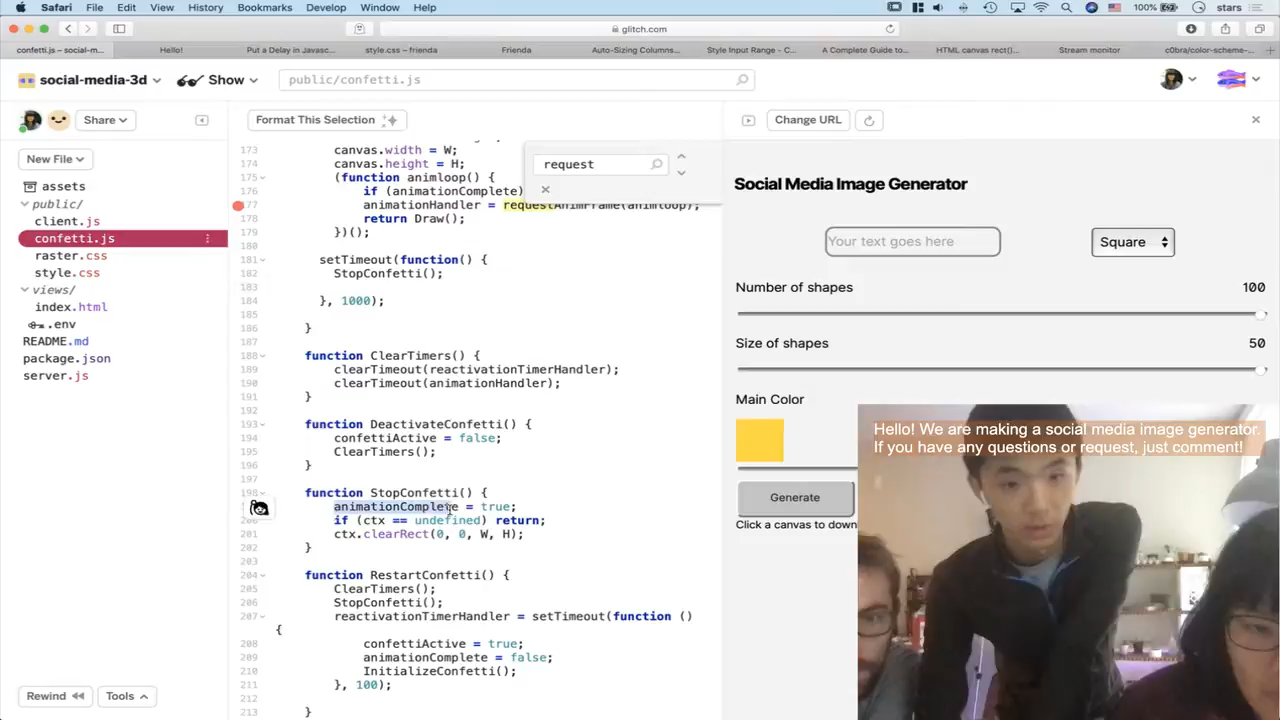 Safari File Edit View History Bookmarks Develop Window Help 100% stars
glitch.com
confetti.js – social-m... Hello! Put a Delay in Javasc... style.css – frienda Frienda Auto-Sizing Columns... Style Input Range - C... A Complete Guide to... HTML canvas rect()... Stream monitor c0bra/color-scheme-...
social-media-3d Show public/confetti.js
Share
New File
assets
public/
client.js
confetti.js
raster.css
style.css
views/
index.html
.env
README.md
package.json
server.js
Rewind Tools
Format This Selection
request
173 canvas.width = W;
174 canvas.height = H;
175 (function animloop() {
176 if (animationComplete)
177 animationHandler = requestAnimFrame(animloop);
178 return Draw();
179 })();
180
181 setTimeout(function() {
182 StopConfetti();
183
184 }, 1000);
185
186 }
187
188 function ClearTimers() {
189 clearTimeout(reactivationTimerHandler);
190 clearTimeout(animationHandler);
191 }
192
193 function DeactivateConfetti() {
194 confettiActive = false;
195 ClearTimers();
196 }
197
198 function StopConfetti() {
animationComplete = true;
200 if (ctx == undefined) return;
201 ctx.clearRect(0, 0, W, H);
202 }
203
204 function RestartConfetti() {
205 ClearTimers();
206 StopConfetti();
207 reactivationTimerHandler = setTimeout(function ()
{
208 confettiActive = true;
209 animationComplete = false;
210 InitializeConfetti();
211 }, 100);
212
213 }
Change URL
Social Media Image Generator
Your text goes here Square
Number of shapes 100
Size of shapes 50
Main Color
Generate
Click a canvas to down
Hello! We are making a social media image generator.
If you have any questions or request, just comment!